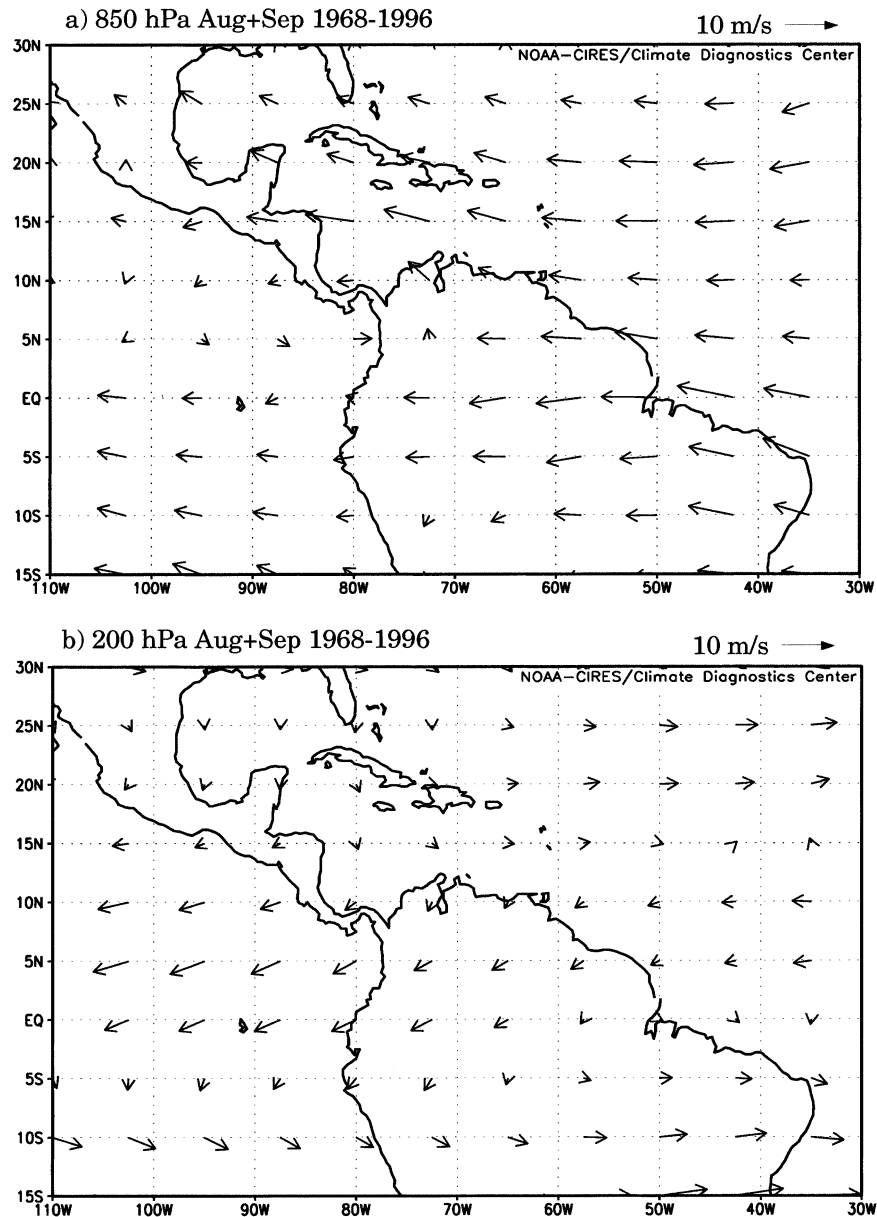 a) 850 hPa Aug+Sep 1968-1996
10 m/s
NOAA-CIRES/Climate Diagnostics Center
30N
25N
20N
15N
10N
5N
EQ
5S
10S
15S
110W 100W 90W 80W 70W 60W 50W 40W 30W
b) 200 hPa Aug+Sep 1968-1996
10 m/s
NOAA-CIRES/Climate Diagnostics Center
30N
25N
20N
15N
10N
5N
EQ
5S
10S
15S
110W 100W 90W 80W 70W 60W 50W 40W 30W